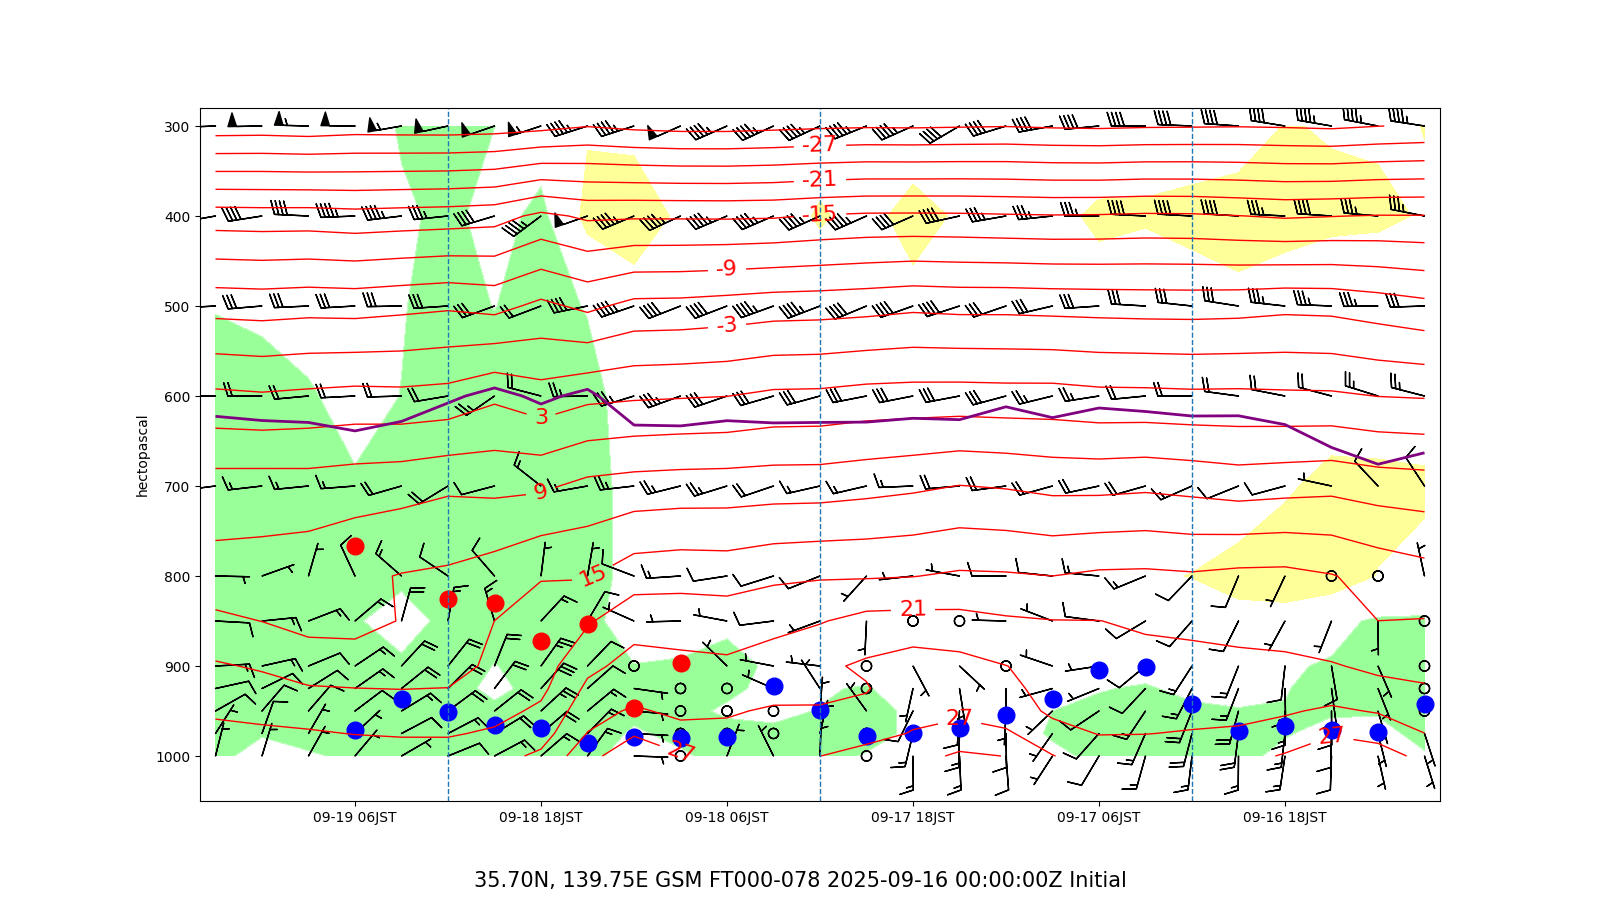 300
400
500
600
700
800
900
1000
hectopascal
-27
-21
-15
-9
-3
3
9
15
21
27
27
27
09-19 06JST
09-18 18JST
09-18 06JST
09-17 18JST
09-17 06JST
09-16 18JST
35.70N, 139.75E GSM FT000-078 2025-09-16 00:00:00Z Initial